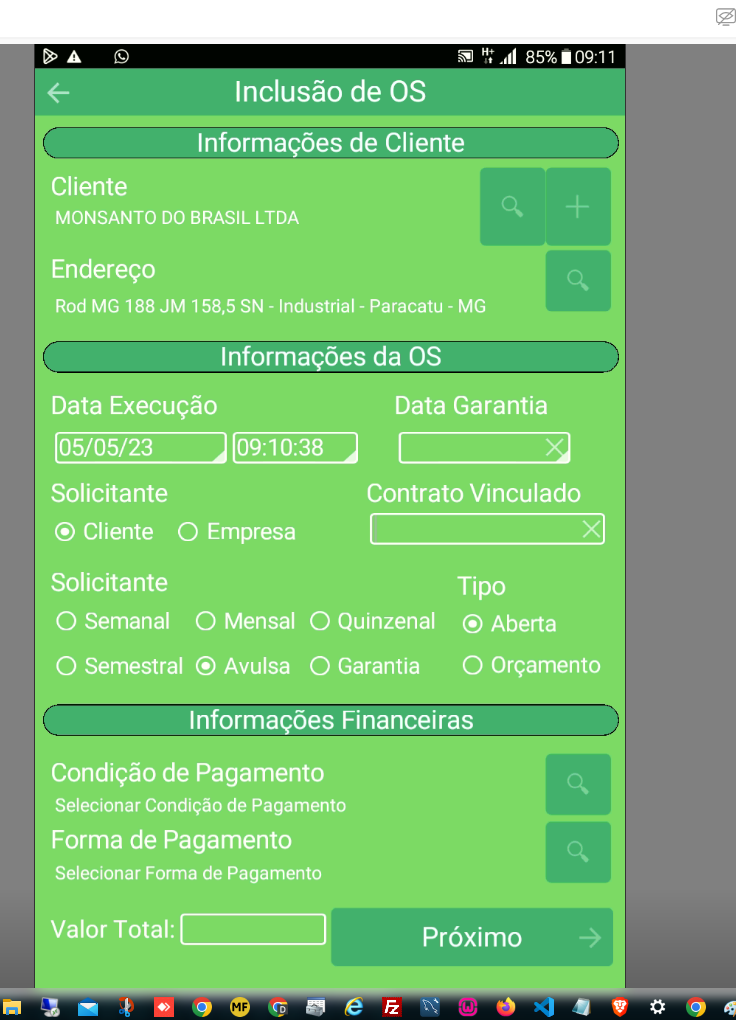 85% 09:11
Inclusão de OS
Informações de Cliente
Cliente
MONSANTO DO BRASIL LTDA
Endereço
Rod MG 188 JM 158,5 SN - Industrial - Paracatu - MG
Informações da OS
Data Execução Data Garantia
05/05/23 09:10:38
Solicitante Contrato Vinculado
Cliente Empresa
Solicitante Tipo
Semanal Mensal Quinzenal Aberta
Semestral Avulsa Garantia Orçamento
Informações Financeiras
Condição de Pagamento
Selecionar Condição de Pagamento
Forma de Pagamento
Selecionar Forma de Pagamento
Valor Total: Próximo
MF